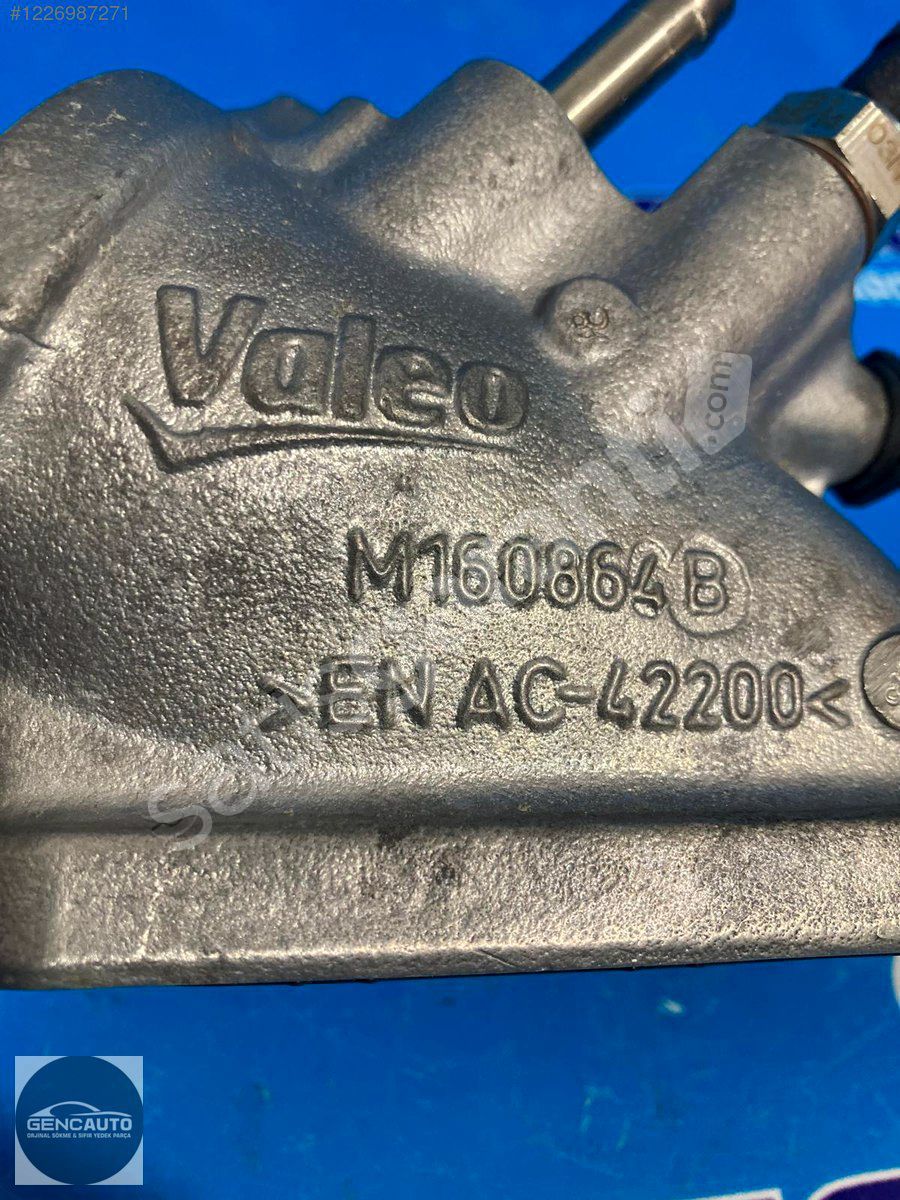 #1226987271
Valeo
M160864B
>EN AC-42200<
GENCAUTO
ORJİNAL SÖKME & SIFIR YEDEK PARÇA